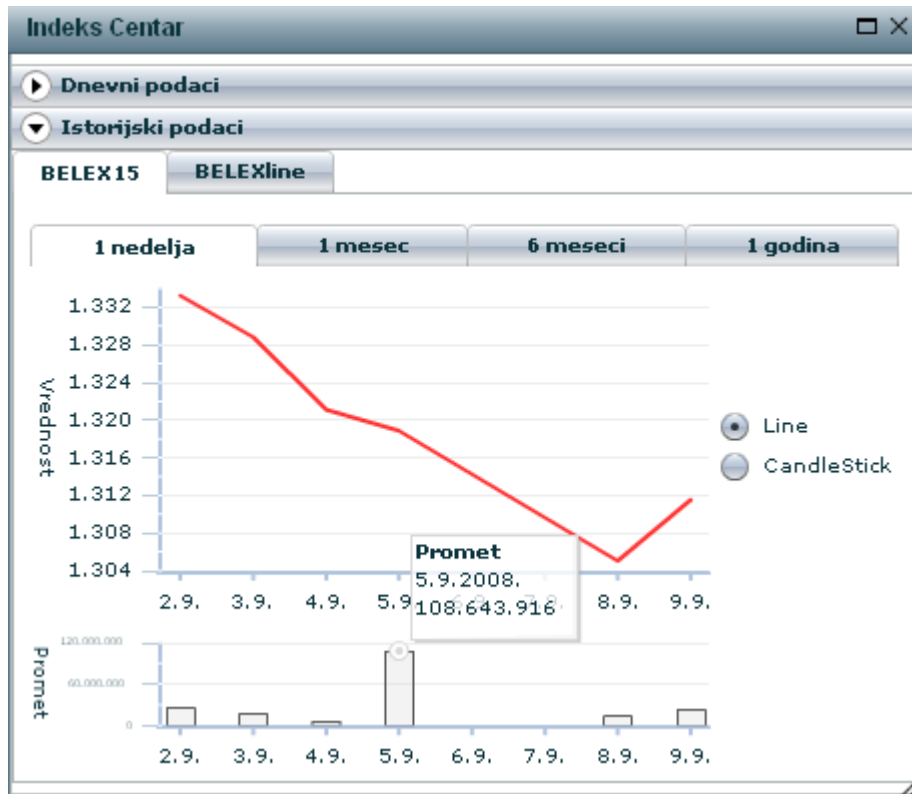 Indeks Centar
Dnevni podaci
Istorijski podaci
BELEX15 BELEXline
1 nedelja 1 mesec 6 meseci 1 godina
Vrednost
1.332
1.328
1.324
1.320
1.316
1.312
1.308
1.304
Line
CandleStick
Promet
5.9.2008.
108.643.916
2.9. 3.9. 4.9. 5.9. 6.9. 7.9. 8.9. 9.9.
Promet
120.000.000
60.000.000
0
2.9. 3.9. 4.9. 5.9. 6.9. 7.9. 8.9. 9.9.